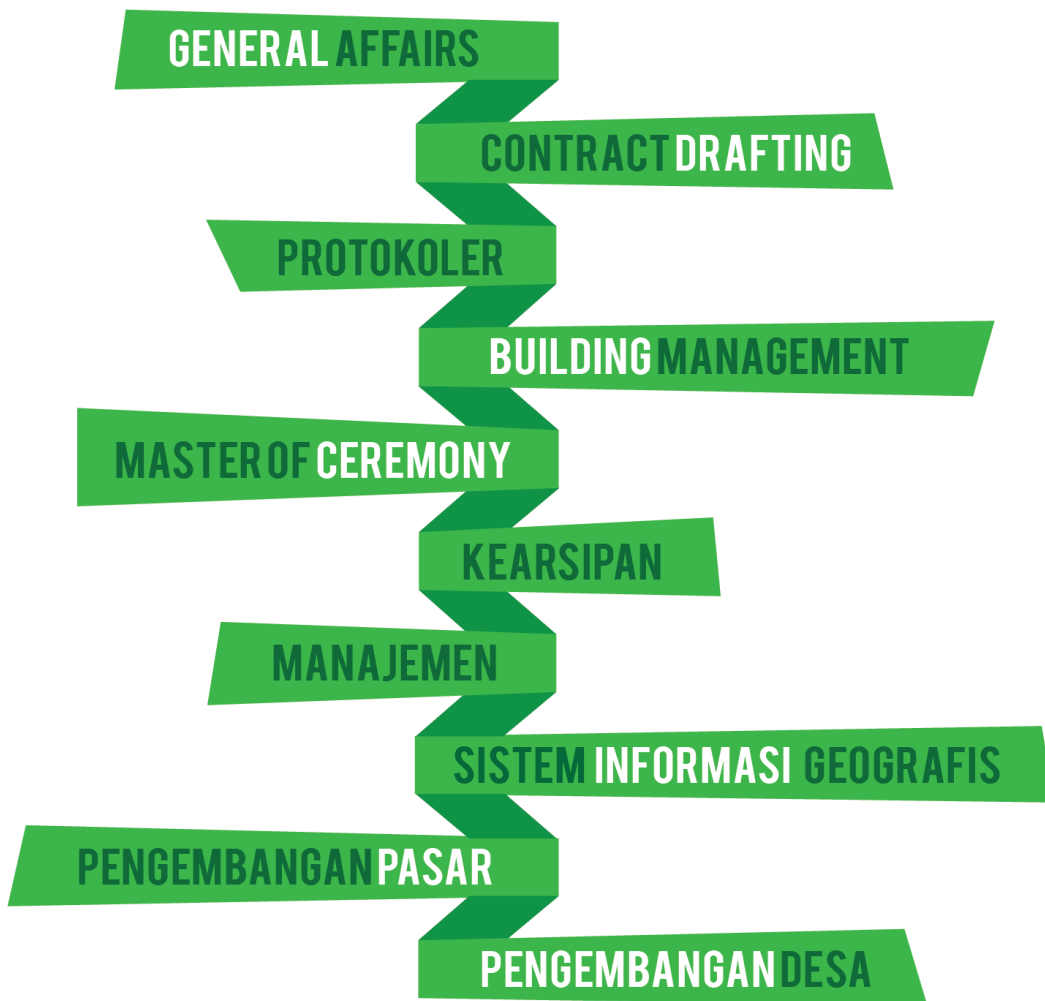 GENERAL AFFAIRS
CONTRACT DRAFTING
PROTOKOLER
BUILDING MANAGEMENT
MASTER OF CEREMONY
KEARSIPAN
MANAJEMEN
SISTEM INFORMASI GEOGRAFIS
PENGEMBANGAN PASAR
PENGEMBANGAN DESA